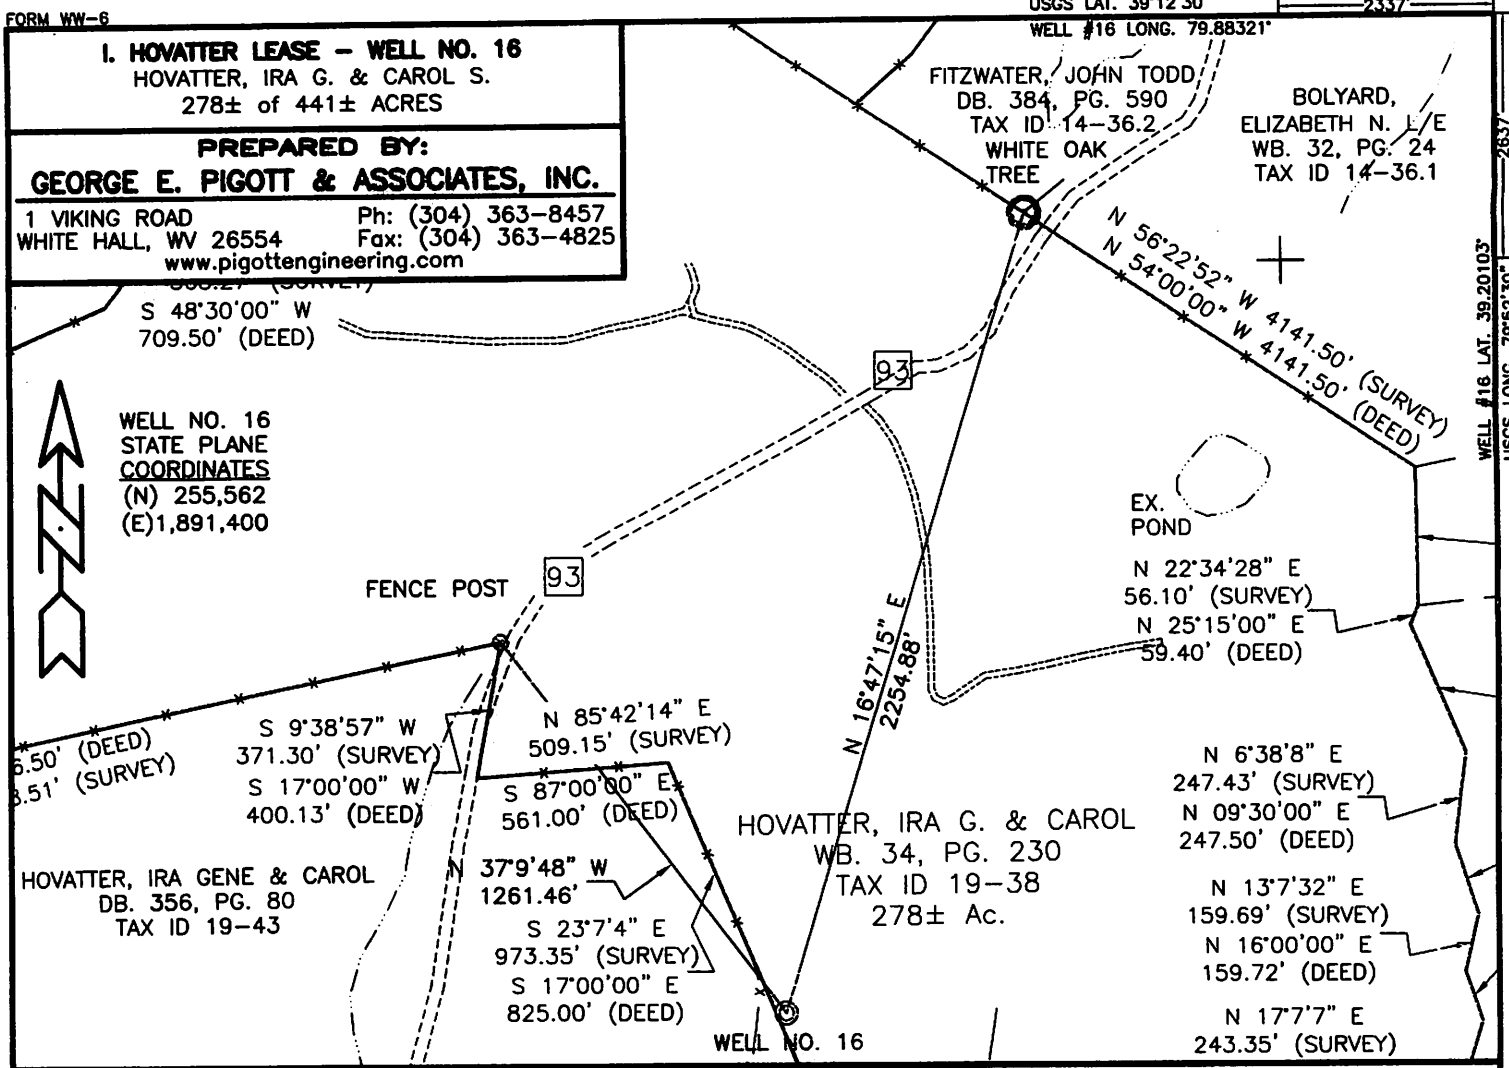 FORM WW-6
USGS LAT. 39°12'30"
2337'
WELL #16 LONG. 79.88321°
I. HOVATTER LEASE - WELL NO. 16
HOVATTER, IRA G. & CAROL S.
278± of 441± ACRES
PREPARED BY:
GEORGE E. PIGOTT & ASSOCIATES, INC.
1 VIKING ROAD
WHITE HALL, WV 26554
Ph: (304) 363-8457
Fax: (304) 363-4825
www.pigottengineering.com
(SURVEY)
S 48°30'00" W
709.50' (DEED)
FITZWATER, JOHN TODD
DB. 384, PG. 590
TAX ID 14-36.2
WHITE OAK
TREE
BOLYARD,
ELIZABETH N. L/E
WB. 32, PG. 24
TAX ID 14-36.1
2637'
WELL #16 LAT. 39.20103°
USGS LONG.
N 56°22'52" W 4141.50' (SURVEY)
N 54°00'00" W 4141.50' (DEED)
93
WELL NO. 16
STATE PLANE
COORDINATES
(N) 255,562
(E)1,891,400
N
EX.
POND
FENCE POST
93
N 22°34'28" E
56.10' (SURVEY)
N 25°15'00" E
59.40' (DEED)
N 16°47'15" E
2254.88'
6.50' (DEED)
.51' (SURVEY)
S 9°38'57" W
371.30' (SURVEY)
S 17°00'00" W
400.13' (DEED)
N 85°42'14" E
509.15' (SURVEY)
S 87°00'00" E
561.00' (DEED)
N 6°38'8" E
247.43' (SURVEY)
N 09°30'00" E
247.50' (DEED)
HOVATTER, IRA G. & CAROL
WB. 34, PG. 230
TAX ID 19-38
278± Ac.
HOVATTER, IRA GENE & CAROL
DB. 356, PG. 80
TAX ID 19-43
N 37°9'48" W
1261.46'
S 23°7'4" E
973.35' (SURVEY)
S 17°00'00" E
825.00' (DEED)
N 13°7'32" E
159.69' (SURVEY)
N 16°00'00" E
159.72' (DEED)
N 17°7'7" E
243.35' (SURVEY)
WELL NO. 16